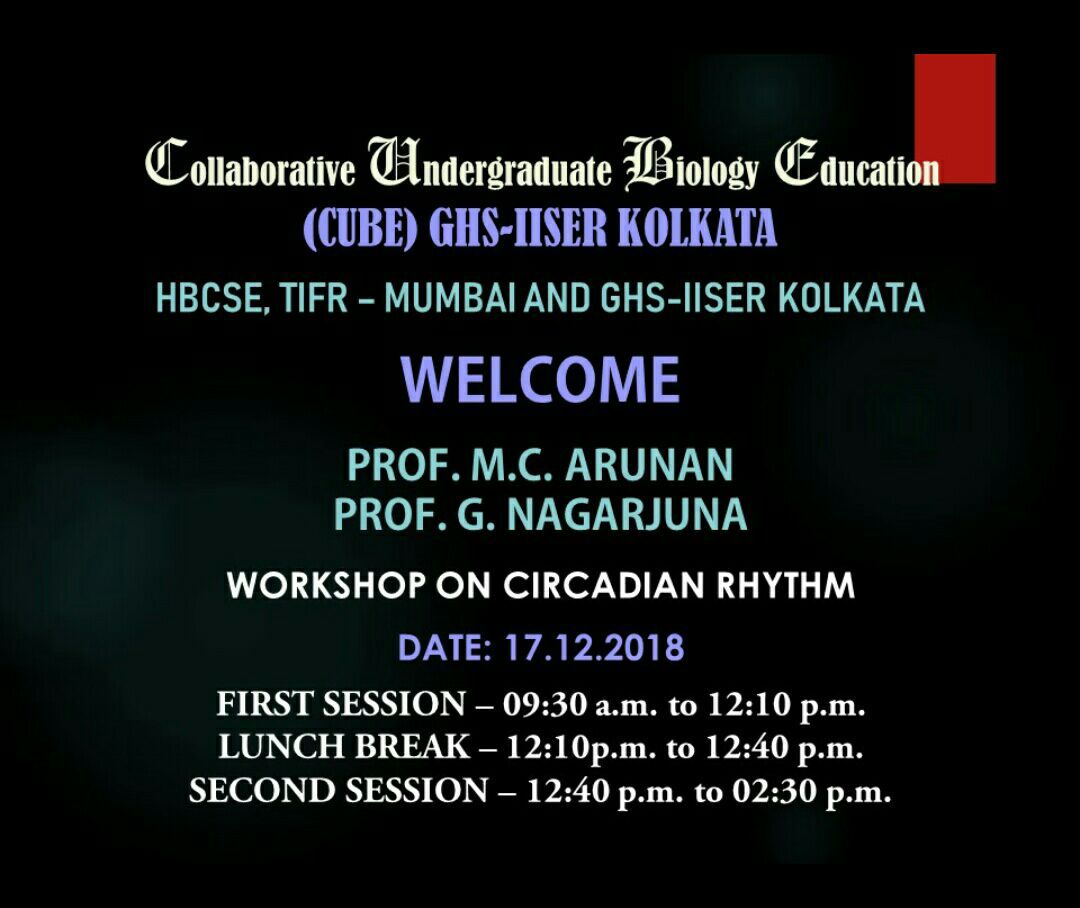 Collaborative Undergraduate Biology Education
(CUBE) GHS-IISER KOLKATA
HBCSE, TIFR – MUMBAI AND GHS-IISER KOLKATA
WELCOME
PROF. M.C. ARUNAN
PROF. G. NAGARJUNA
WORKSHOP ON CIRCADIAN RHYTHM
DATE: 17.12.2018
FIRST SESSION – 09:30 a.m. to 12:10 p.m.
LUNCH BREAK – 12:10p.m. to 12:40 p.m.
SECOND SESSION – 12:40 p.m. to 02:30 p.m.